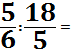 5/6 : 18/5 =